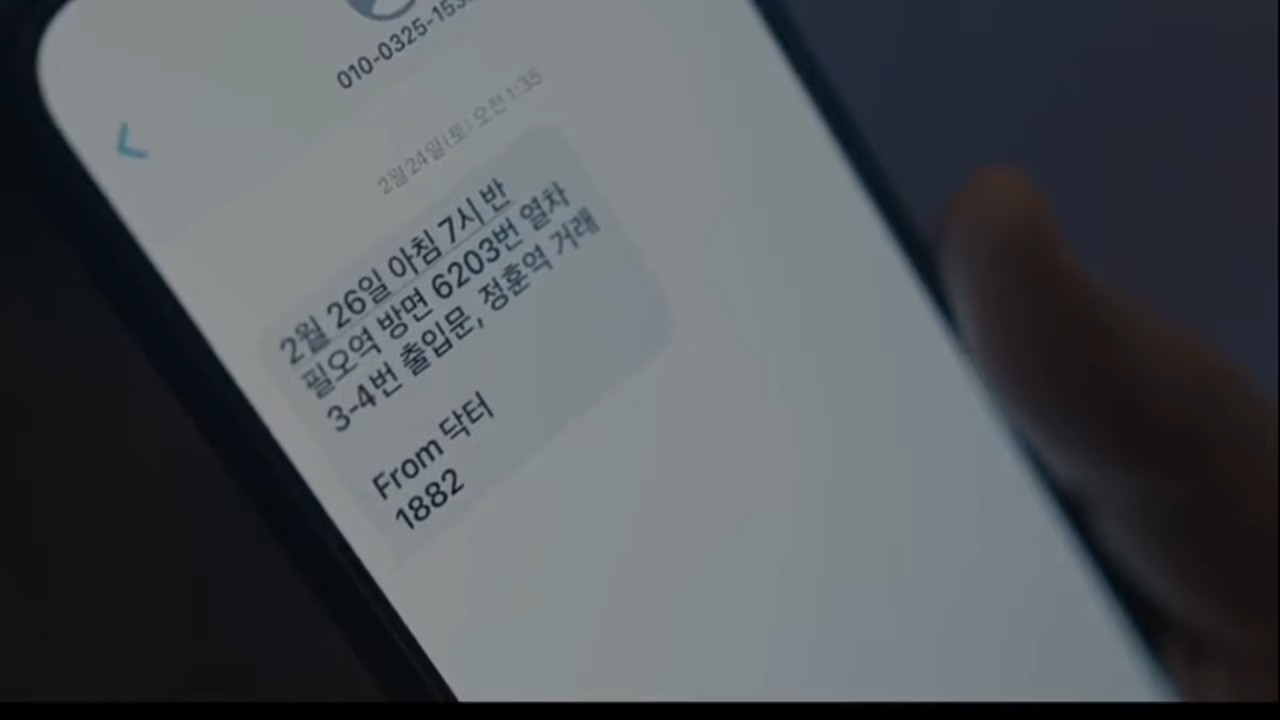 010-0325-153
2월 24일 (토) 오전 1:35
2월 26일 아침 7시 반
필오역 방면 6203번 열차
3-4번 출입문, 정훈역 거래
From 닥터
1882